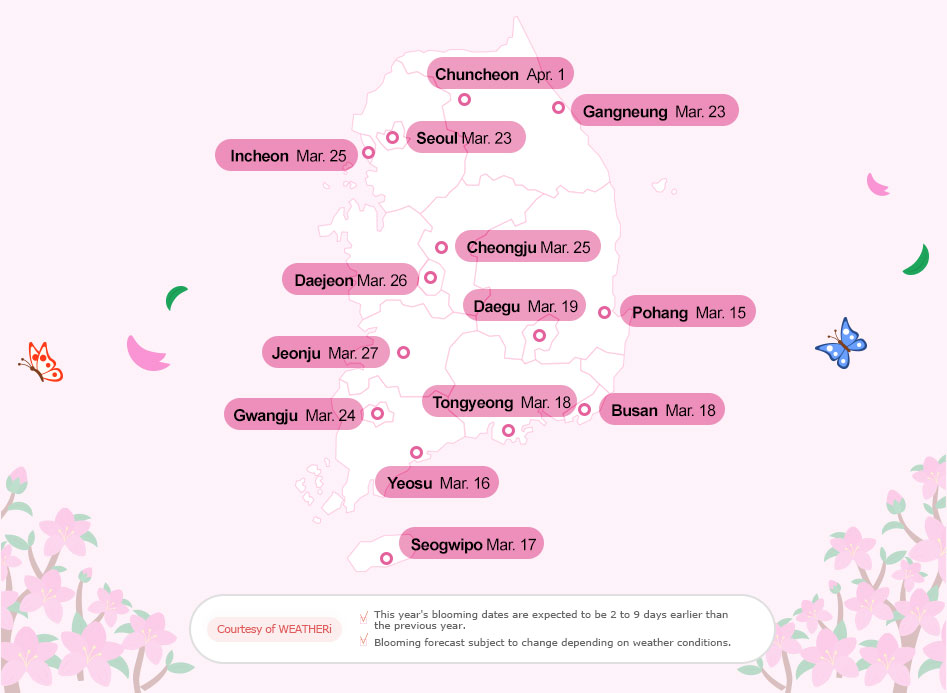 Chuncheon Apr. 1
Gangneung Mar. 23
Seoul Mar. 23
Incheon Mar. 25
Cheongju Mar. 25
Daejeon Mar. 26
Daegu Mar. 19
Pohang Mar. 15
Jeonju Mar. 27
Tongyeong Mar. 18
Gwangju Mar. 24
Busan Mar. 18
Yeosu Mar. 16
Seogwipo Mar. 17
Courtesy of WEATHERi
This year's blooming dates are expected to be 2 to 9 days earlier than
the previous year.
Blooming forecast subject to change depending on weather conditions.